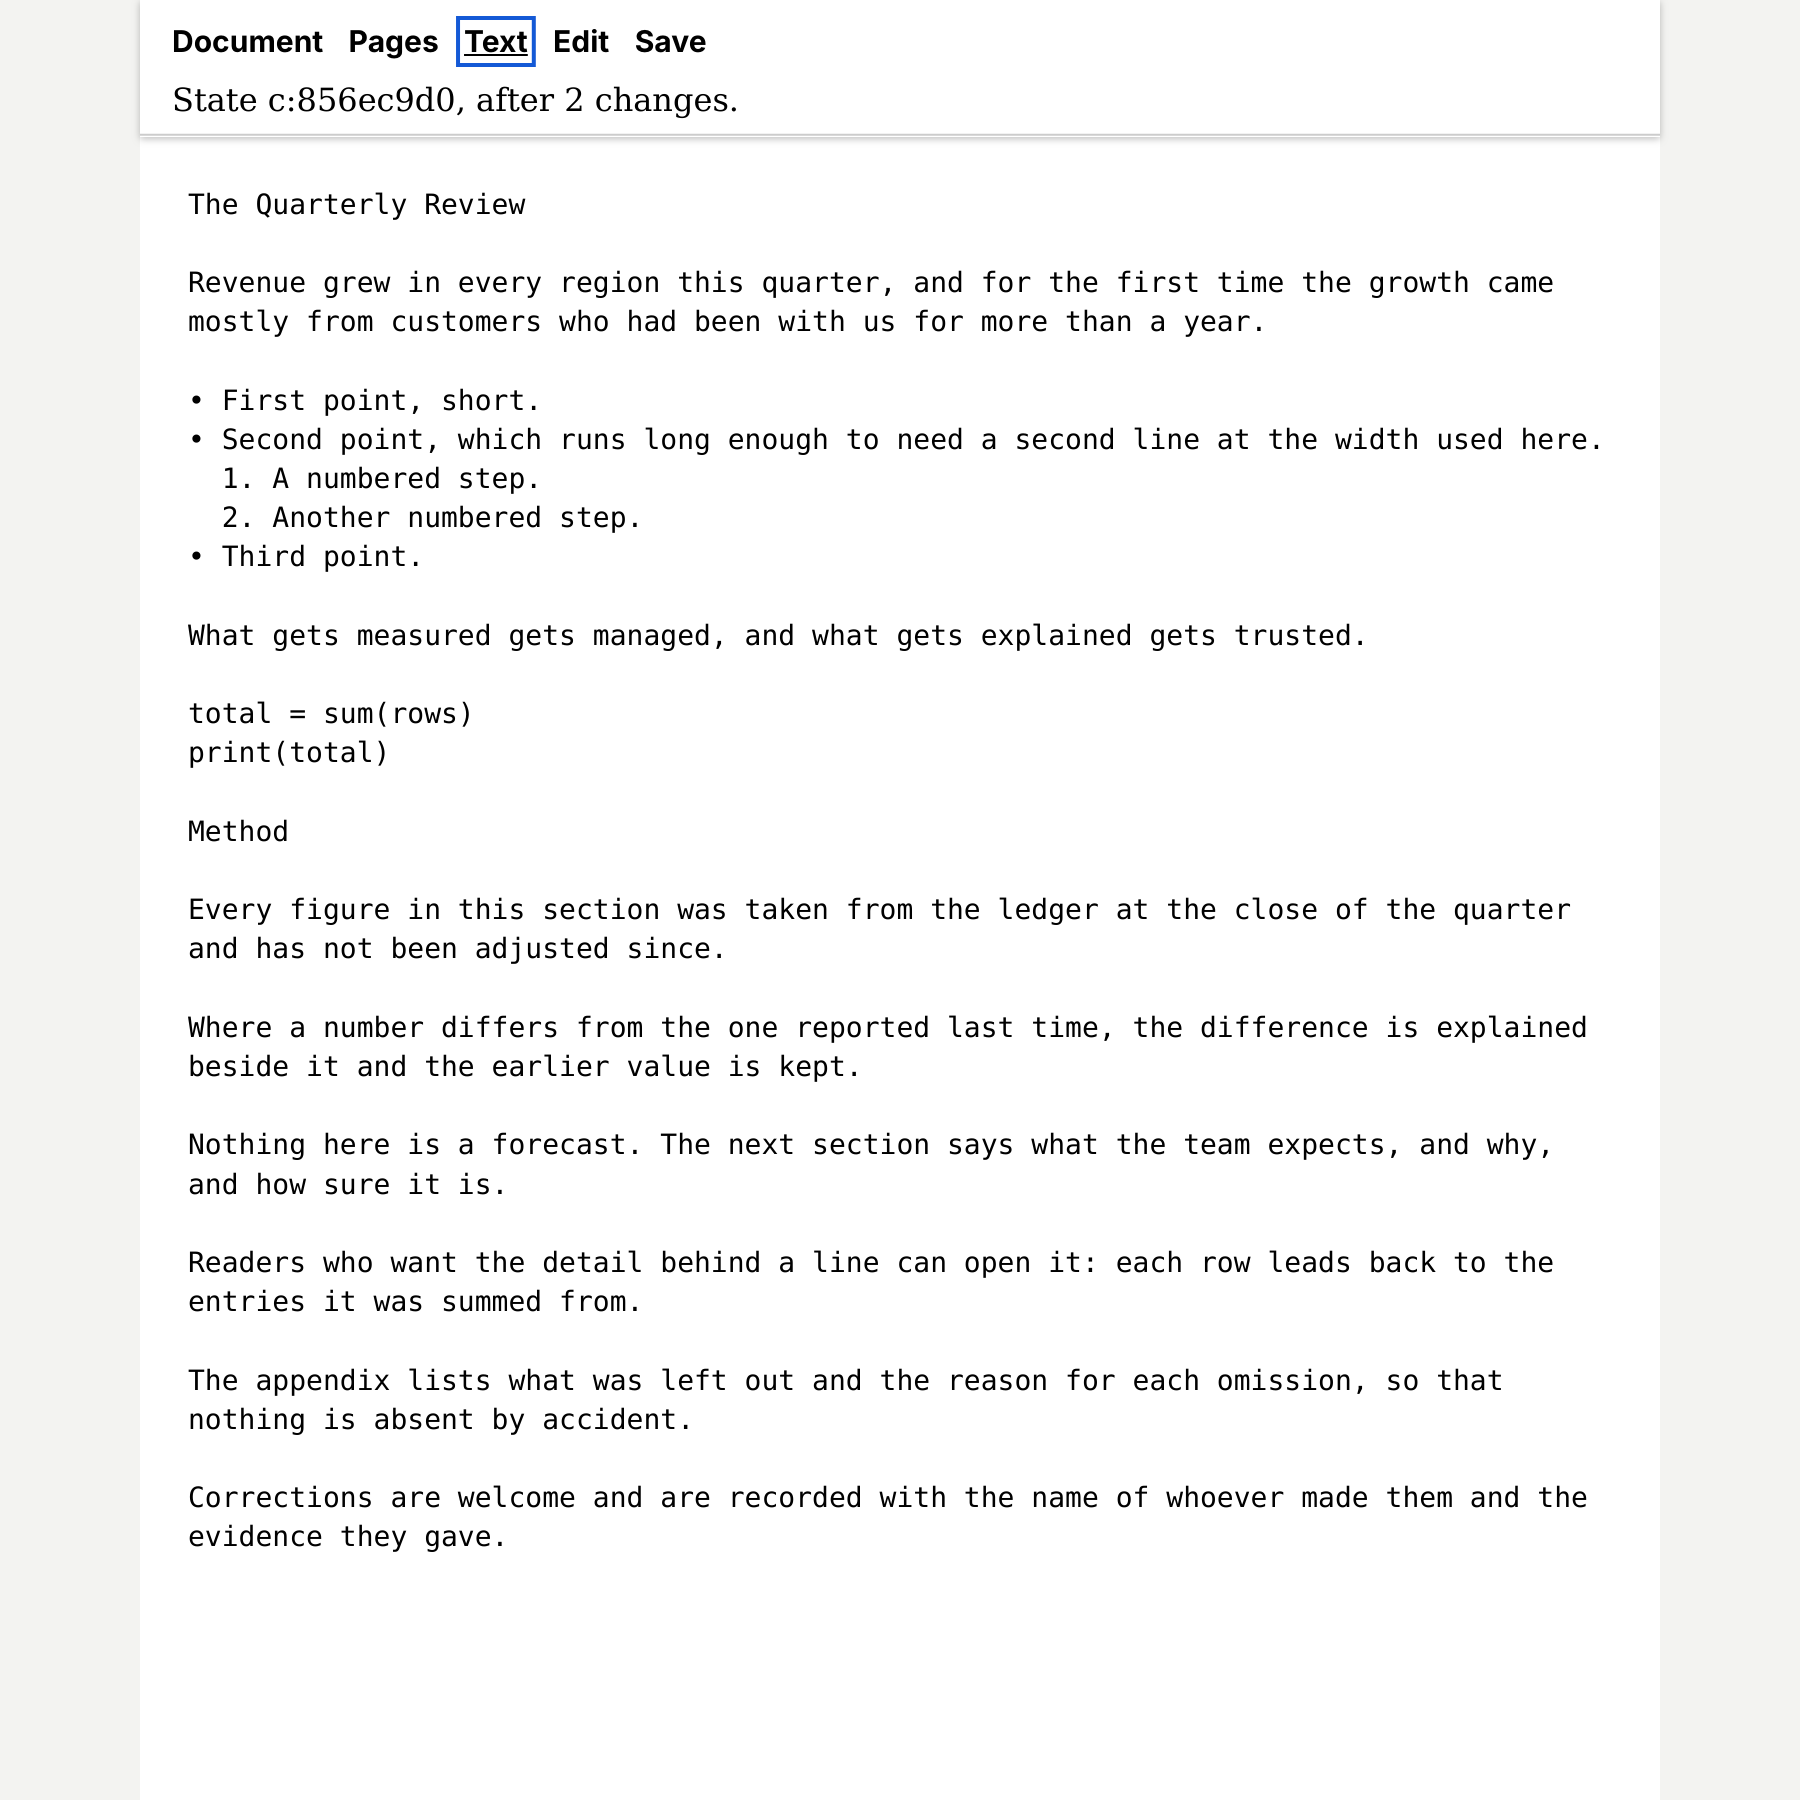 Document Pages Text Edit Save
State c:856ec9d0, after 2 changes.
The Quarterly Review
Revenue grew in every region this quarter, and for the first time the growth came
mostly from customers who had been with us for more than a year.
• First point, short.
• Second point, which runs long enough to need a second line at the width used here.
1. A numbered step.
2. Another numbered step.
• Third point.
What gets measured gets managed, and what gets explained gets trusted.
total = sum(rows)
print(total)
Method
Every figure in this section was taken from the ledger at the close of the quarter
and has not been adjusted since.
Where a number differs from the one reported last time, the difference is explained
beside it and the earlier value is kept.
Nothing here is a forecast. The next section says what the team expects, and why,
and how sure it is.
Readers who want the detail behind a line can open it: each row leads back to the
entries it was summed from.
The appendix lists what was left out and the reason for each omission, so that
nothing is absent by accident.
Corrections are welcome and are recorded with the name of whoever made them and the
evidence they gave.